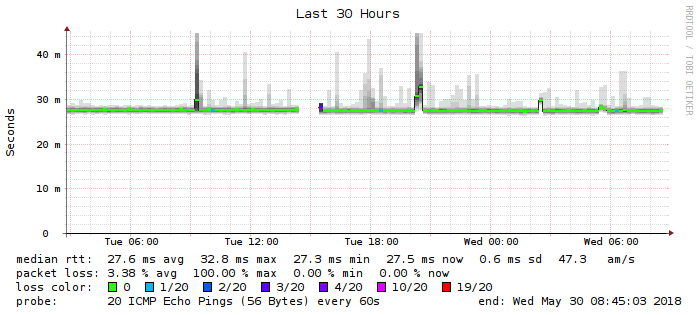 Last 30 Hours
RRDTOOL / TOBI OETIKER
Seconds
40 m
30 m
20 m
10 m
0
Tue 06:00 Tue 12:00 Tue 18:00 Wed 00:00 Wed 06:00
median rtt: 27.6 ms avg 32.8 ms max 27.3 ms min 27.5 ms now 0.6 ms sd 47.3 am/s
packet loss: 3.38 % avg 100.00 % max 0.00 % min 0.00 % now
loss color: 0 1/20 2/20 3/20 4/20 10/20 19/20
probe: 20 ICMP Echo Pings (56 Bytes) every 60s end: Wed May 30 08:45:03 2018